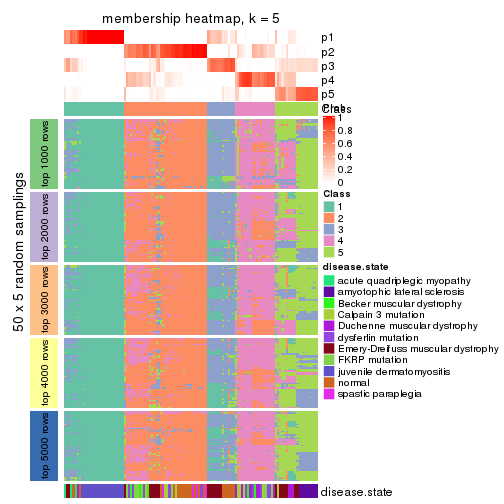 membership heatmap, k = 5
p1
p2
p3
p4
p5
Class
Class
1
0.8
0.6
0.4
0.2
0
Class
1
2
3
4
5
disease.state
acute quadriplegic myopathy
amyotophic lateral sclerosis
Becker muscular dystrophy
Calpain 3 mutation
Duchenne muscular dystrophy
dysferlin mutation
Emery-Dreifuss muscular dystrophy
FKRP mutation
juvenile dermatomyositis
normal
spastic paraplegia
50 x 5 random samplings
top 1000 rows
top 2000 rows
top 3000 rows
top 4000 rows
top 5000 rows
disease.state